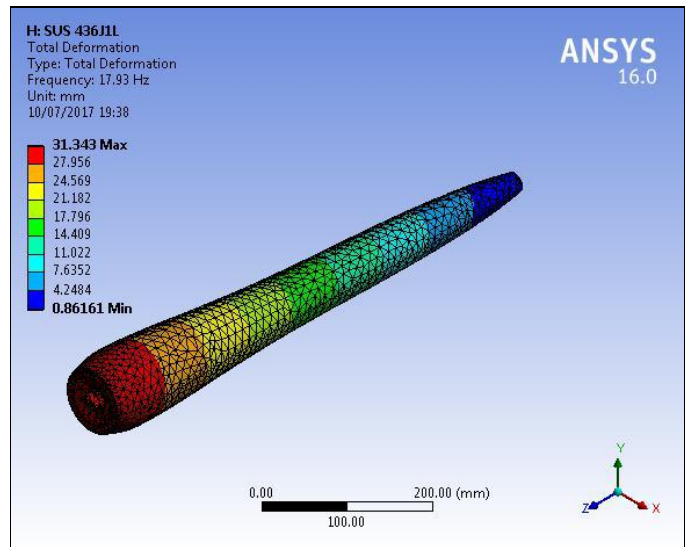 H: SUS 436J1L
Total Deformation
Type: Total Deformation
Frequency: 17.93 Hz
Unit: mm
10/07/2017 19:38
31.343 Max
27.956
24.569
21.182
17.796
14.409
11.022
7.6352
4.2484
0.86161 Min
ANSYS
16.0
0.00
200.00 (mm)
100.00
Y
Z
X